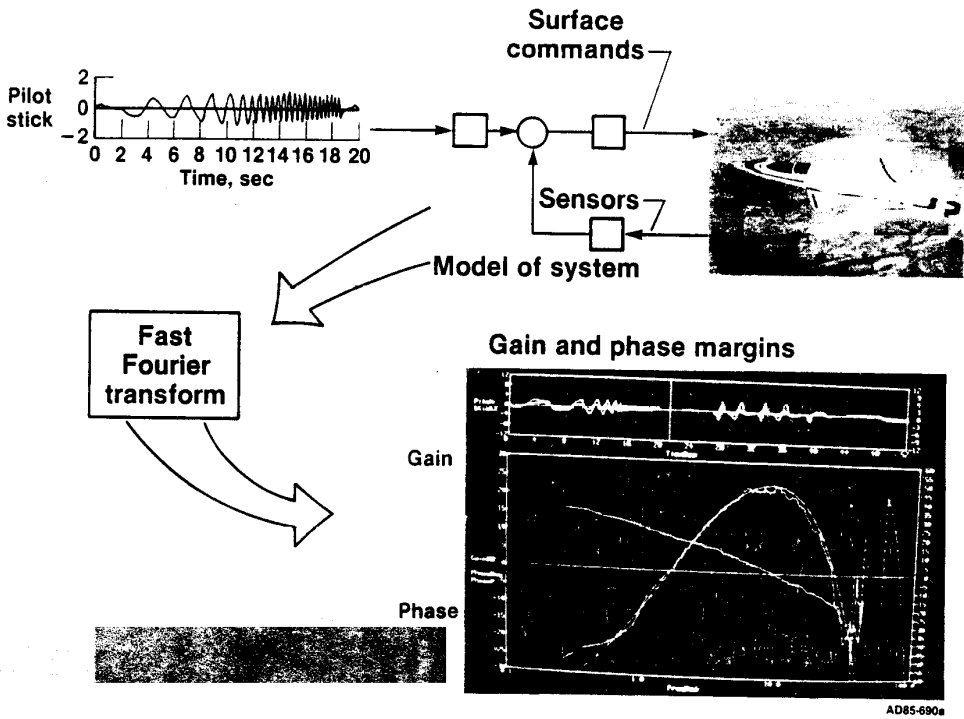 Surface
commands
Pilot
stick
2
0
−2
0 2 4 6 8 10 12 14 16 18 20
Time, sec
Sensors
Model of system
Fast
Fourier
transform
Gain and phase margins
Gain
Phase
AD85-690a